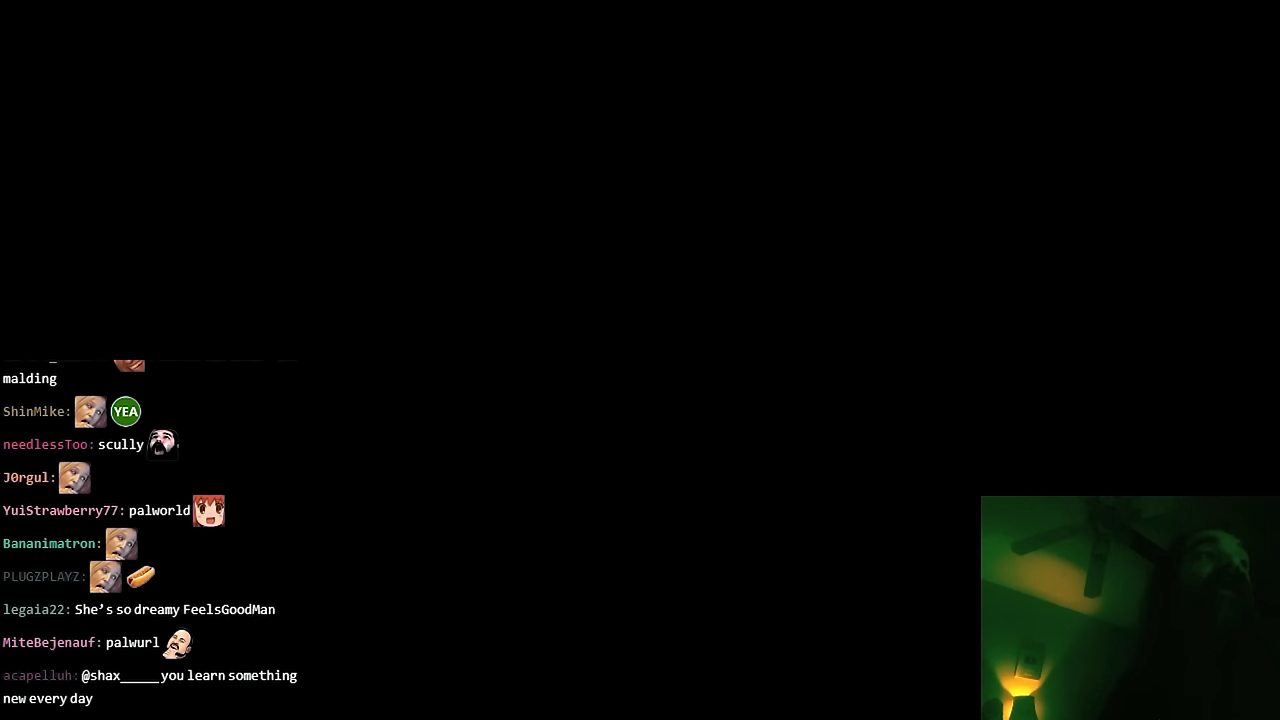 malding
ShinMike: YEA
needlessToo: scully
J0rgul:
YuiStrawberry77: palworld
Bananimatron:
PLUGZPLAYZ:
legaia22: She's so dreamy FeelsGoodMan
MiteBejenauf: palwurl
acapelluh: @shax_____ you learn something
new every day